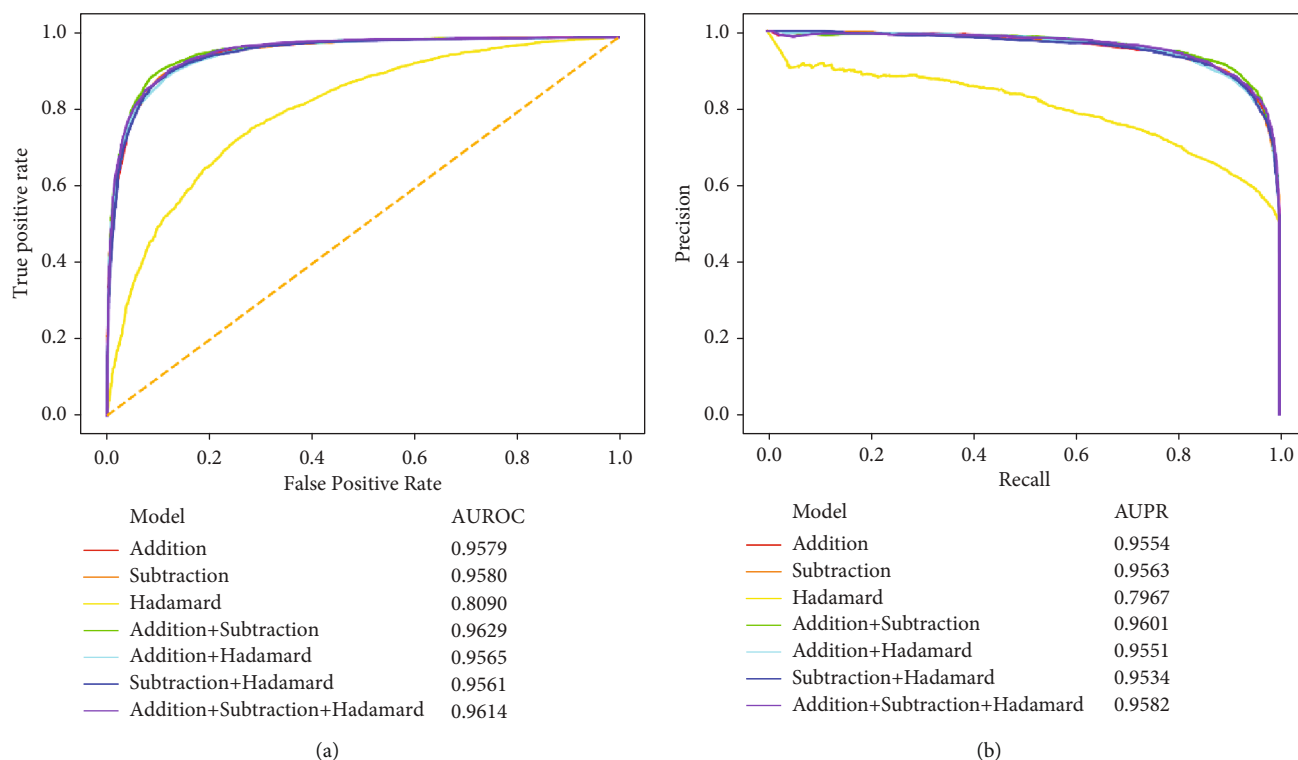 1.0
0.8
0.6
0.4
0.2
0.0
True positive rate
0.0 0.2 0.4 0.6 0.8 1.0
False Positive Rate
Model AUROC
Addition 0.9579
Subtraction 0.9580
Hadamard 0.8090
Addition+Subtraction 0.9629
Addition+Hadamard 0.9565
Subtraction+Hadamard 0.9561
Addition+Subtraction+Hadamard 0.9614
(a)
1.0
0.8
0.6
0.4
0.2
0.0
Precision
0.0 0.2 0.4 0.6 0.8 1.0
Recall
Model AUPR
Addition 0.9554
Subtraction 0.9563
Hadamard 0.7967
Addition+Subtraction 0.9601
Addition+Hadamard 0.9551
Subtraction+Hadamard 0.9534
Addition+Subtraction+Hadamard 0.9582
(b)